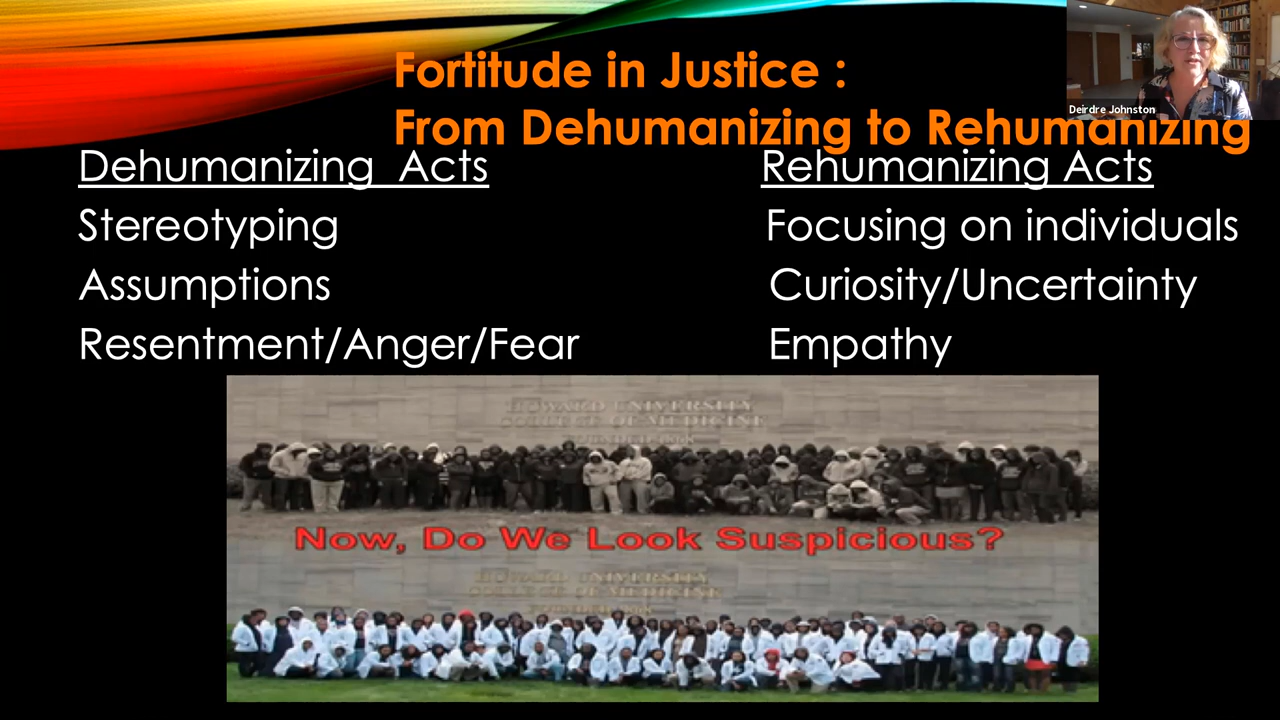 Fortitude in Justice :
Deirdre Johnston
From Dehumanizing to Rehumanizing
Dehumanizing  Acts
Rehumanizing Acts
Stereotyping
Focusing on individuals
Assumptions
Curiosity/Uncertainty
Resentment/Anger/Fear
Empathy
HOWARD UNIVERSITY
COLLEGE OF MEDICINE
Now, Do We Look Suspicious?
HOWARD UNIVERSITY
COLLEGE OF MEDICINE